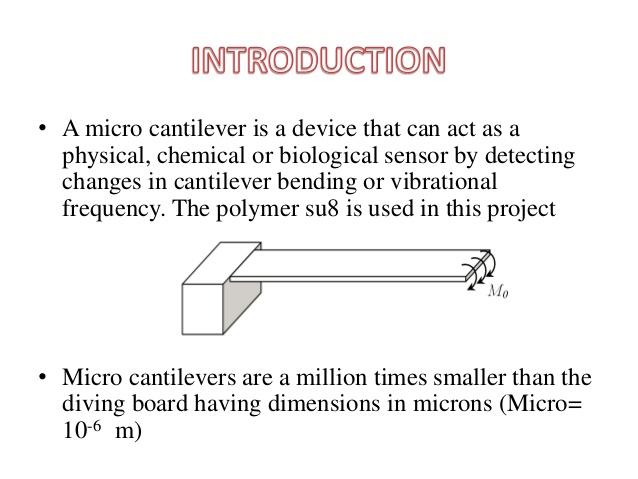 INTRODUCTION
• A micro cantilever is a device that can act as a
physical, chemical or biological sensor by detecting
changes in cantilever bending or vibrational
frequency. The polymer su8 is used in this project
M₀
• Micro cantilevers are a million times smaller than the
diving board having dimensions in microns (Micro=
10⁻⁶ m)